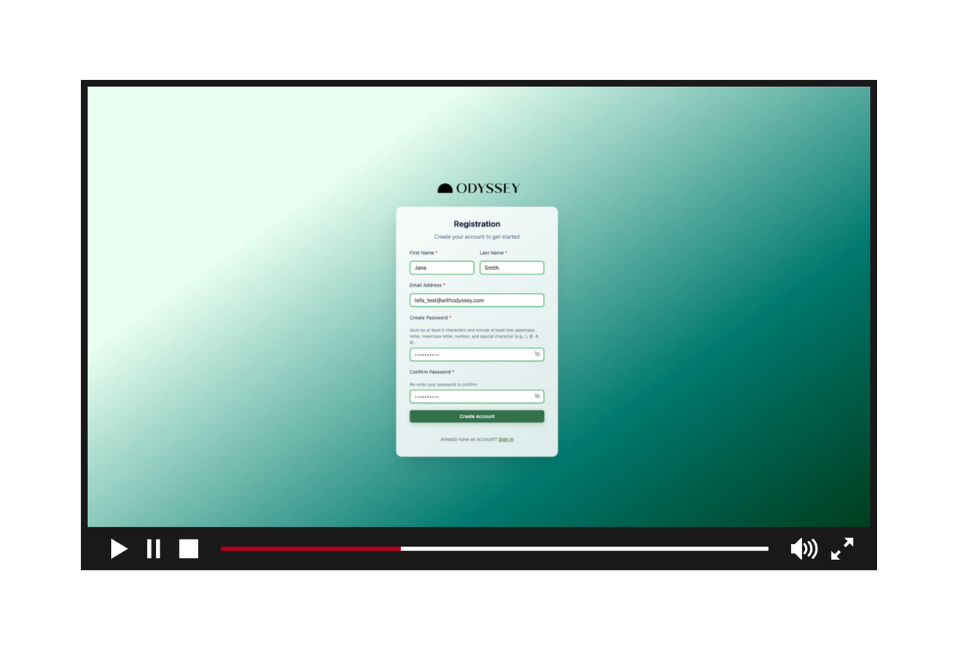 ODYSSEY
Registration
Create your account to get started
First Name * Last Name *
Jane Smith
Email Address *
tefa_test@withodyssey.com
Create Password *
Must be at least 8 characters and include at least one uppercase
letter, lowercase letter, number, and special character (e.g., !, @, #,
$).
Confirm Password *
Re-enter your password to confirm
Create Account
Already have an account? Sign In